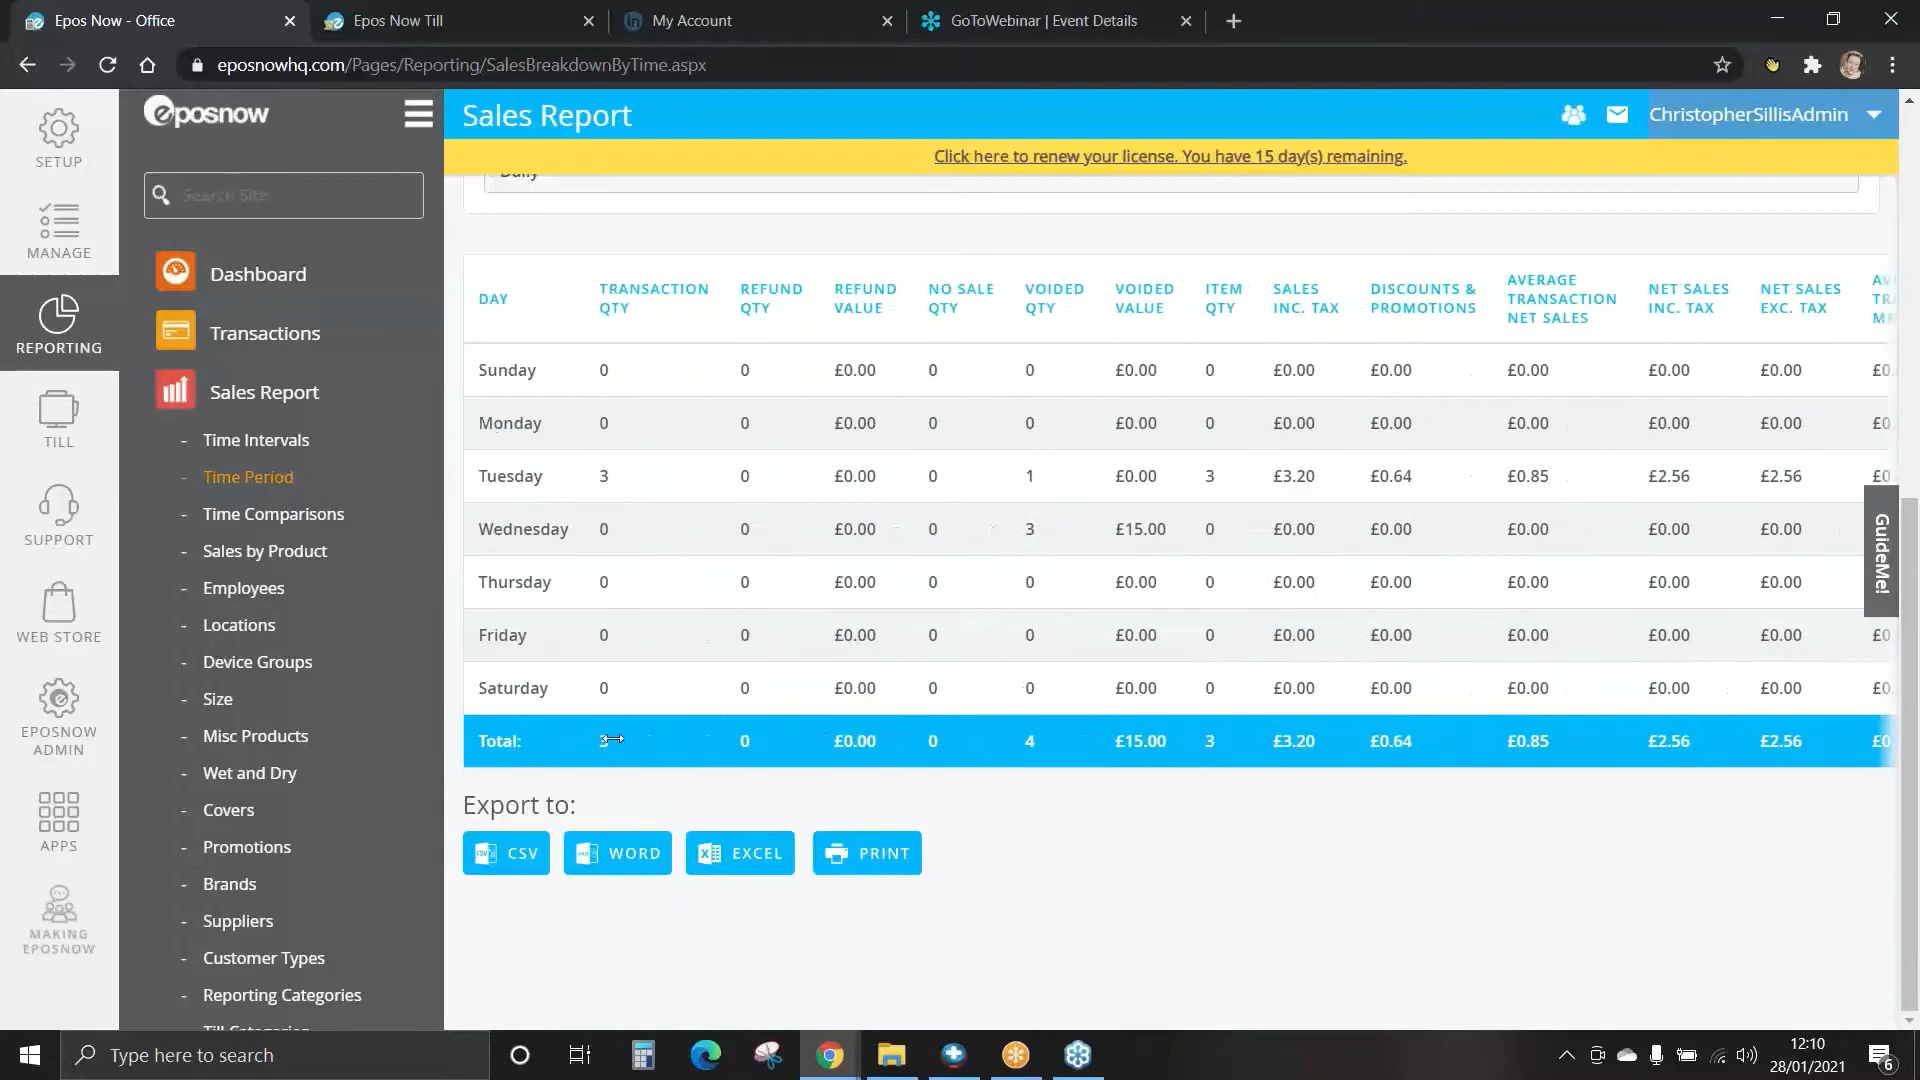 Epos Now - Office
Epos Now Till
My Account
GoToWebinar | Event Details
eposnowhq.com/Pages/Reporting/SalesBreakdownByTime.aspx
SETUP
MANAGE
REPORTING
TILL
SUPPORT
WEB STORE
EPOSNOW
ADMIN
APPS
MAKING
EPOSNOW
eposnow
Search Site
Dashboard
Transactions
Sales Report
- Time Intervals
- Time Period
- Time Comparisons
- Sales by Product
- Employees
- Locations
- Device Groups
- Size
- Misc Products
- Wet and Dry
- Covers
- Promotions
- Brands
- Suppliers
- Customer Types
- Reporting Categories
Sales Report
ChristopherSillisAdmin
Click here to renew your license. You have 15 day(s) remaining.
Daily
DAY TRANSACTION QTY REFUND QTY REFUND VALUE NO SALE QTY VOIDED QTY VOIDED VALUE ITEM QTY SALES INC. TAX DISCOUNTS & PROMOTIONS AVERAGE TRANSACTION NET SALES NET SALES INC. TAX NET SALES EXC. TAX
Sunday 0 0 £0.00 0 0 £0.00 0 £0.00 £0.00 £0.00 £0.00 £0.00 £0.
Monday 0 0 £0.00 0 0 £0.00 0 £0.00 £0.00 £0.00 £0.00 £0.00 £0.
Tuesday 3 0 £0.00 0 1 £0.00 3 £3.20 £0.64 £0.85 £2.56 £2.56 £0
Wednesday 0 0 £0.00 0 3 £15.00 0 £0.00 £0.00 £0.00 £0.00 £0.00
Thursday 0 0 £0.00 0 0 £0.00 0 £0.00 £0.00 £0.00 £0.00 £0.00
Friday 0 0 £0.00 0 0 £0.00 0 £0.00 £0.00 £0.00 £0.00 £0.00 £0.
Saturday 0 0 £0.00 0 0 £0.00 0 £0.00 £0.00 £0.00 £0.00 £0.00 £0.
Total: 3 0 £0.00 0 4 £15.00 3 £3.20 £0.64 £0.85 £2.56 £2.56 £0.
GuideMe!
Export to:
CSV WORD EXCEL PRINT
Type here to search
12:10
28/01/2021
6